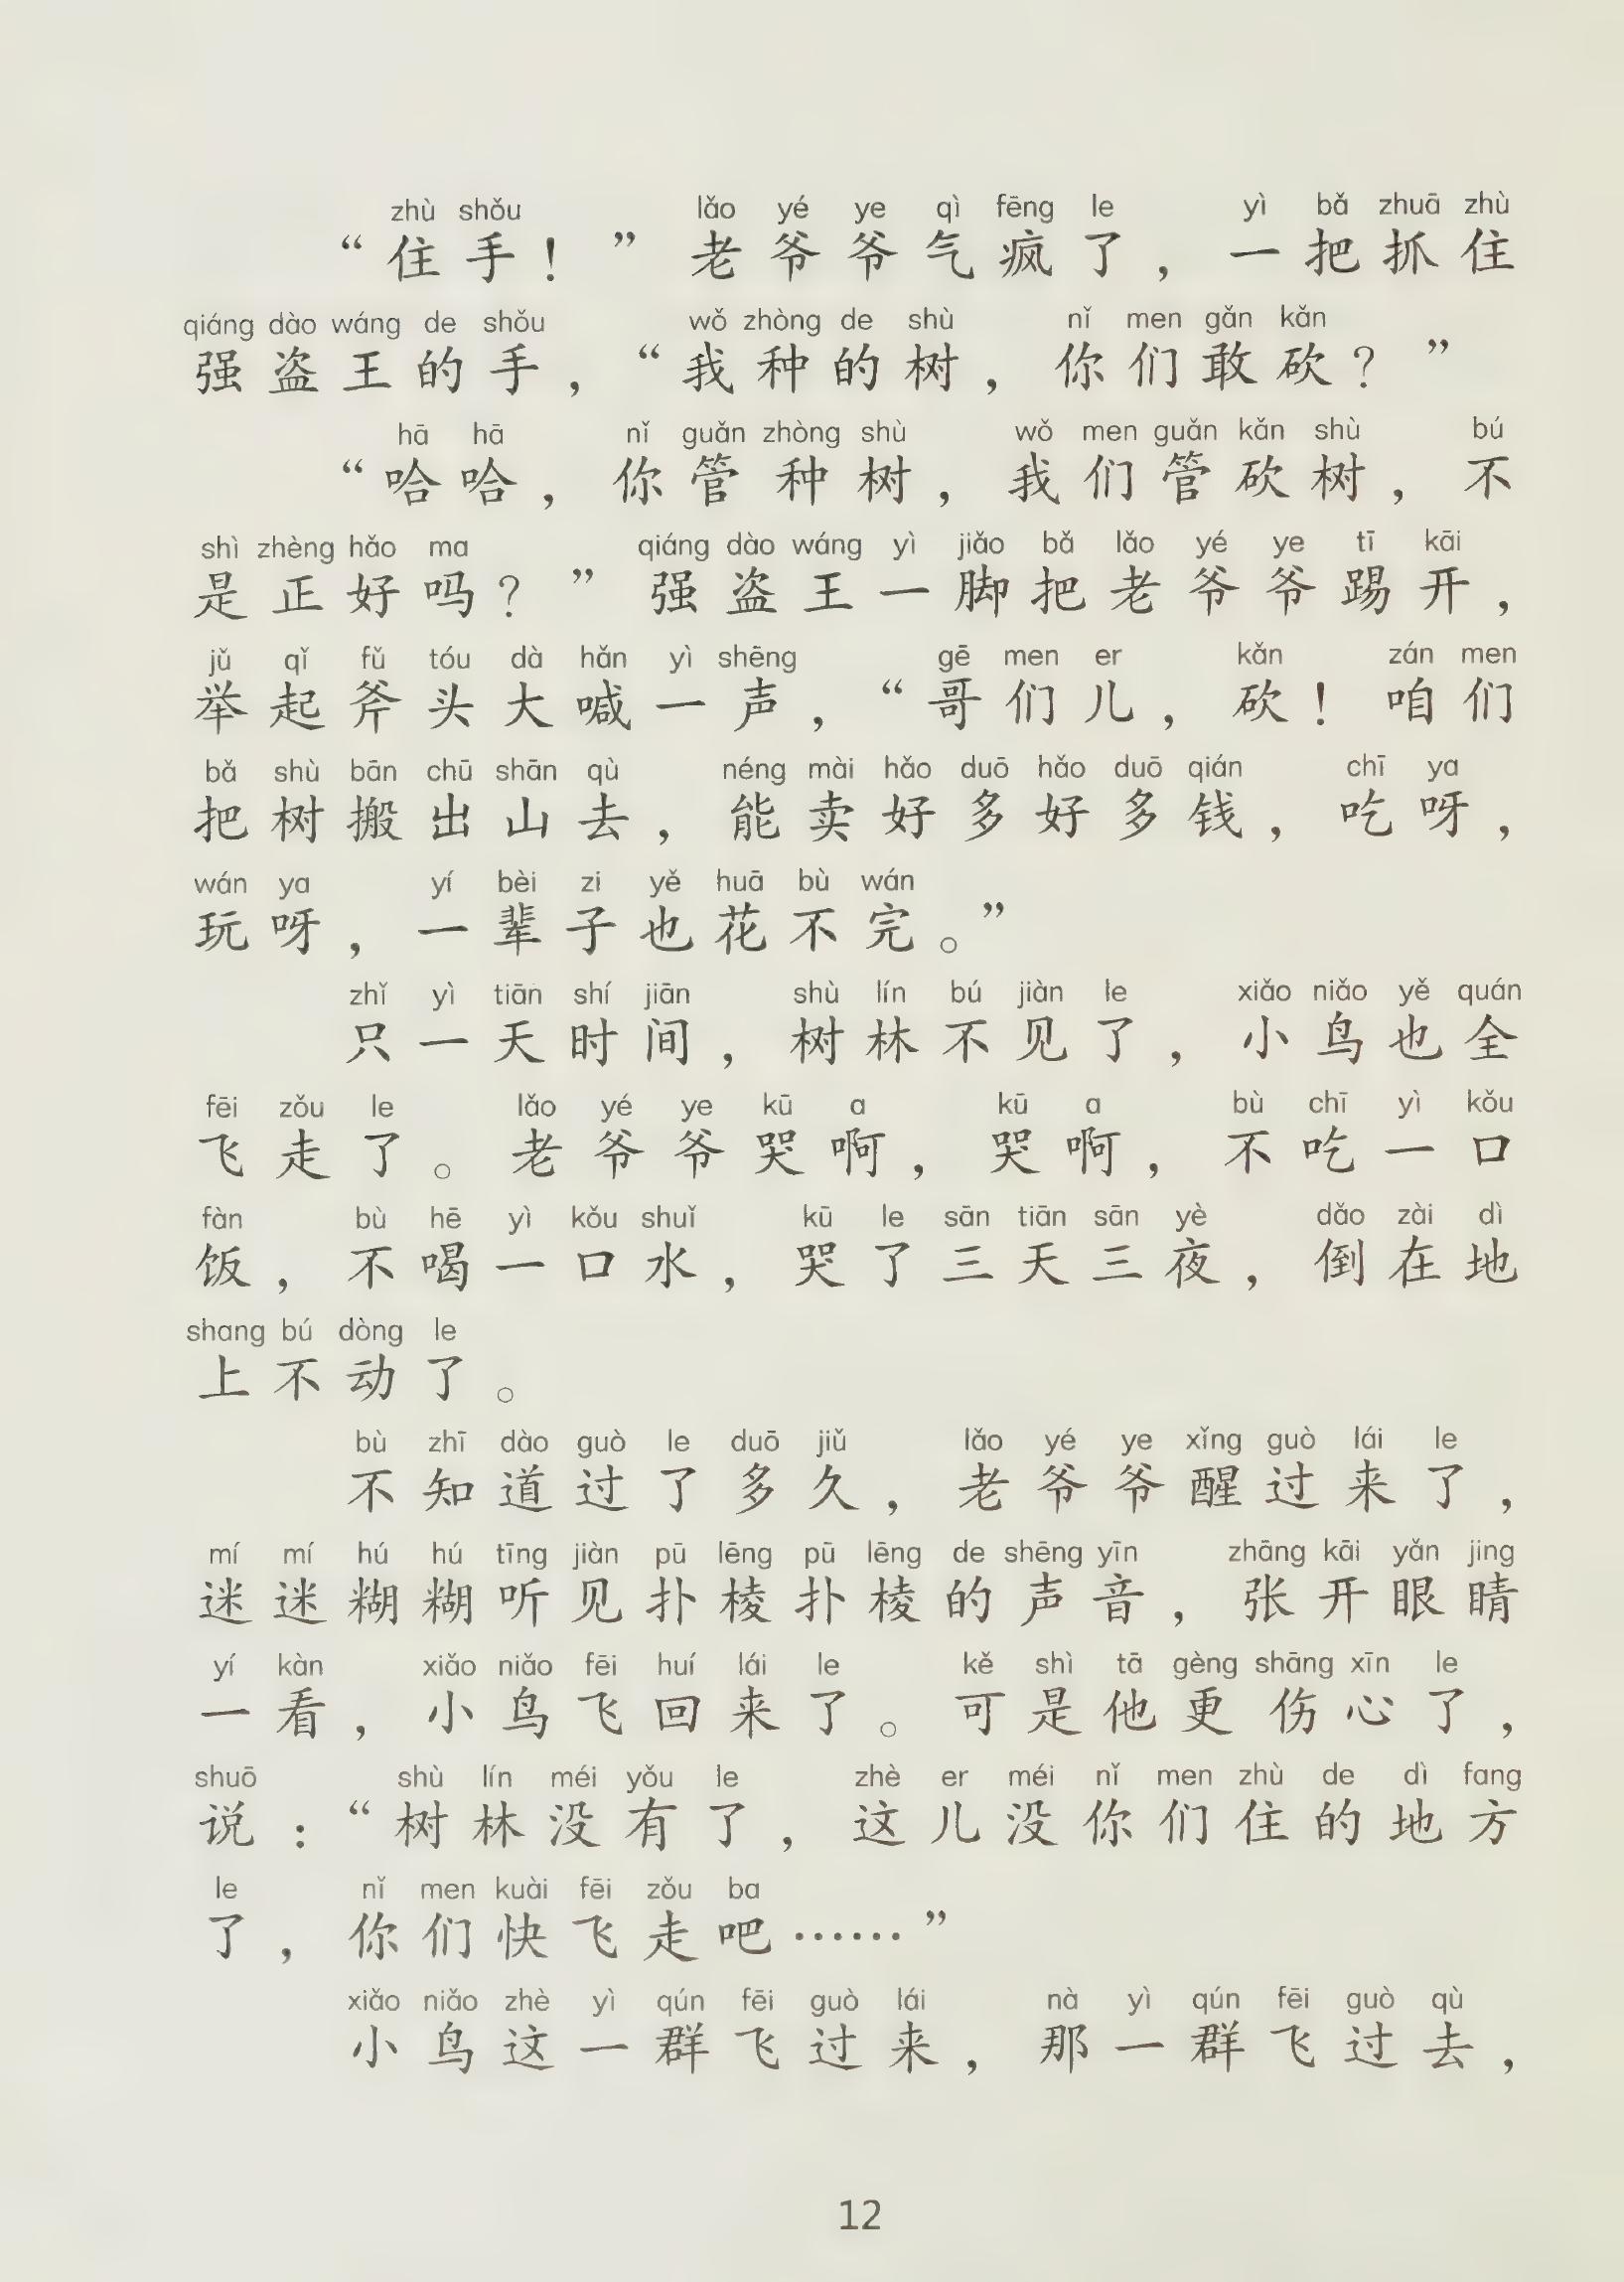 zhù shǒu lǎo yé ye qì fēng le yì bǎ zhuā zhù
“住手！”老爷爷气疯了，一把抓住
qiáng dào wáng de shǒu wǒ zhòng de shù nǐ men gǎn kǎn
强盗王的手，“我种的树，你们敢砍？”
hā hā nǐ guǎn zhòng shù wǒ men guǎn kǎn shù bú
“哈哈，你管种树，我们管砍树，不
shì zhèng hǎo ma qiáng dào wáng yì jiǎo bǎ lǎo yé ye tī kāi
是正好吗？”强盗王一脚把老爷爷踢开，
jǔ qǐ fǔ tóu dà hǎn yì shēng gē men er kǎn zán men
举起斧头大喊一声，“哥们儿，砍！咱们
bǎ shù bān chū shān qù néng mài hǎo duō hǎo duō qián chī ya
把树搬出山去，能卖好多好多钱，吃呀，
wán ya yí bèi zi yě huā bù wán
玩呀，一辈子也花不完。”
zhǐ yì tiān shí jiān shù lín bú jiàn le xiǎo niǎo yě quán
只一天时间，树林不见了，小鸟也全
fēi zǒu le lǎo yé ye kū a kū a bù chī yì kǒu
飞走了。老爷爷哭啊，哭啊，不吃一口
fàn bù hē yì kǒu shuǐ kū le sān tiān sān yè dǎo zài dì
饭，不喝一口水，哭了三天三夜，倒在地
shang bú dòng le
上不动了。
bù zhī dào guò le duō jiǔ lǎo yé ye xǐng guò lái le
不知道过了多久，老爷爷醒过来了，
mí mí hú hú tīng jiàn pū lēng pū lēng de shēng yīn zhāng kāi yǎn jing
迷迷糊糊听见扑棱扑棱的声音，张开眼睛
yí kàn xiǎo niǎo fēi huí lái le kě shì tā gèng shāng xīn le
一看，小鸟飞回来了。可是他更伤心了，
shuō shù lín méi yǒu le zhè er méi nǐ men zhù de dì fang
说：“树林没有了，这儿没你们住的地方
le nǐ men kuài fēi zǒu ba
了，你们快飞走吧……”
xiǎo niǎo zhè yì qún fēi guò lái nà yì qún fēi guò qù
小鸟这一群飞过来，那一群飞过去，
12